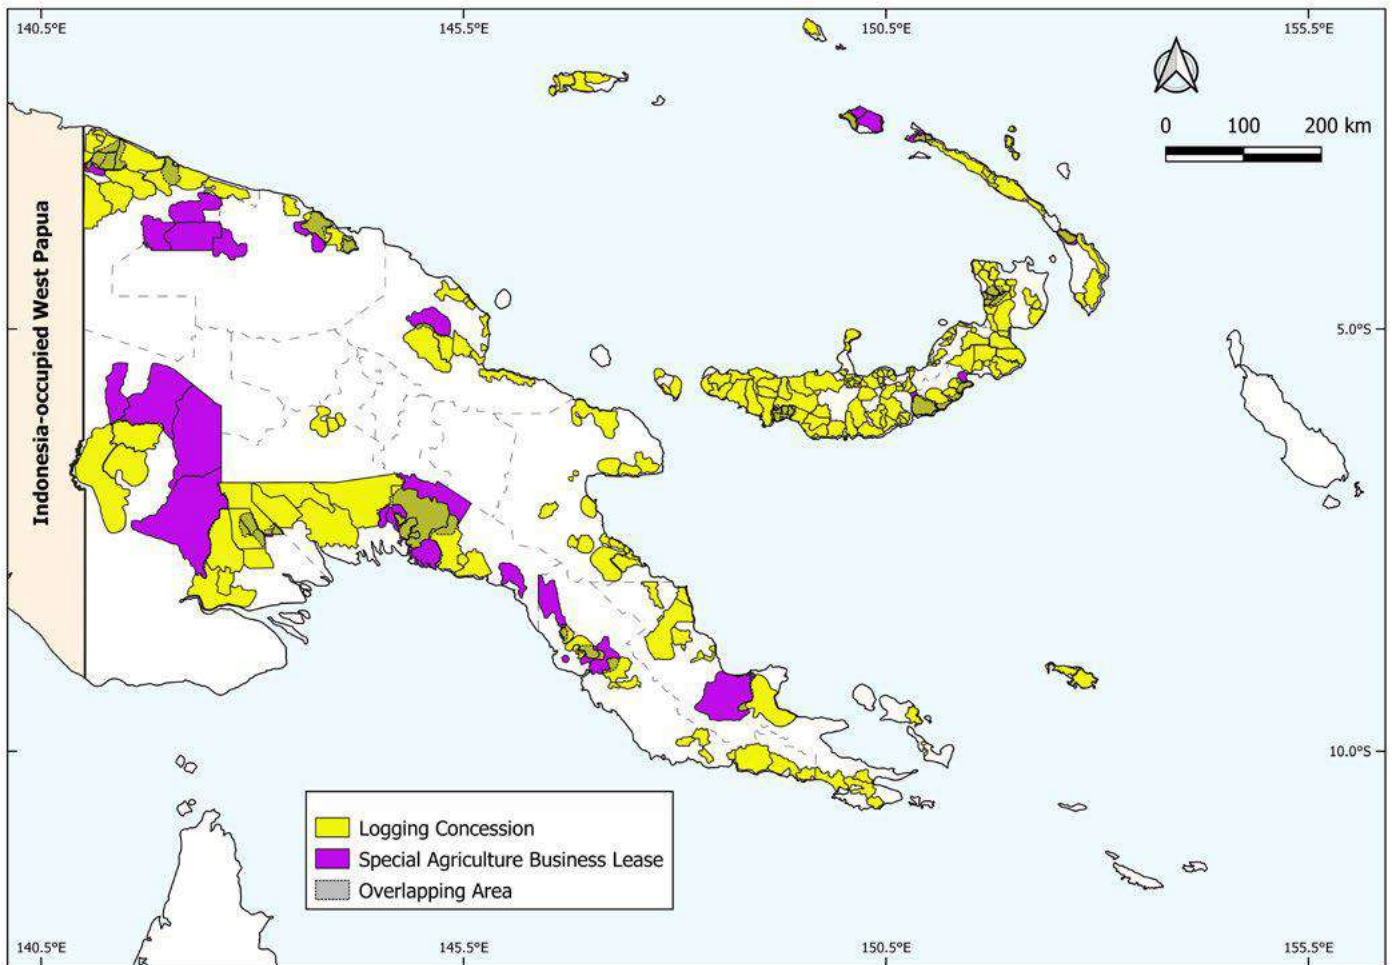 140.5°E 145.5°E 150.5°E 155.5°E
0 100 200 km
Indonesia-occupied West Papua
5.0°S
10.0°S
Logging Concession
Special Agriculture Business Lease
Overlapping Area
140.5°E 145.5°E 150.5°E 155.5°E